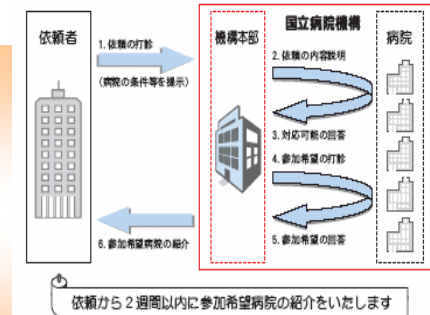 国立病院機構
依頼者
機構本部
病院
1.依頼の打診
(病院の条件等を提示)
2.依頼の内容説明
3.対応可能の回答
4.参加希望の打診
5.参加希望の回答
6.参加希望病院の紹介
依頼から2週間以内に参加希望病院の紹介をいたします